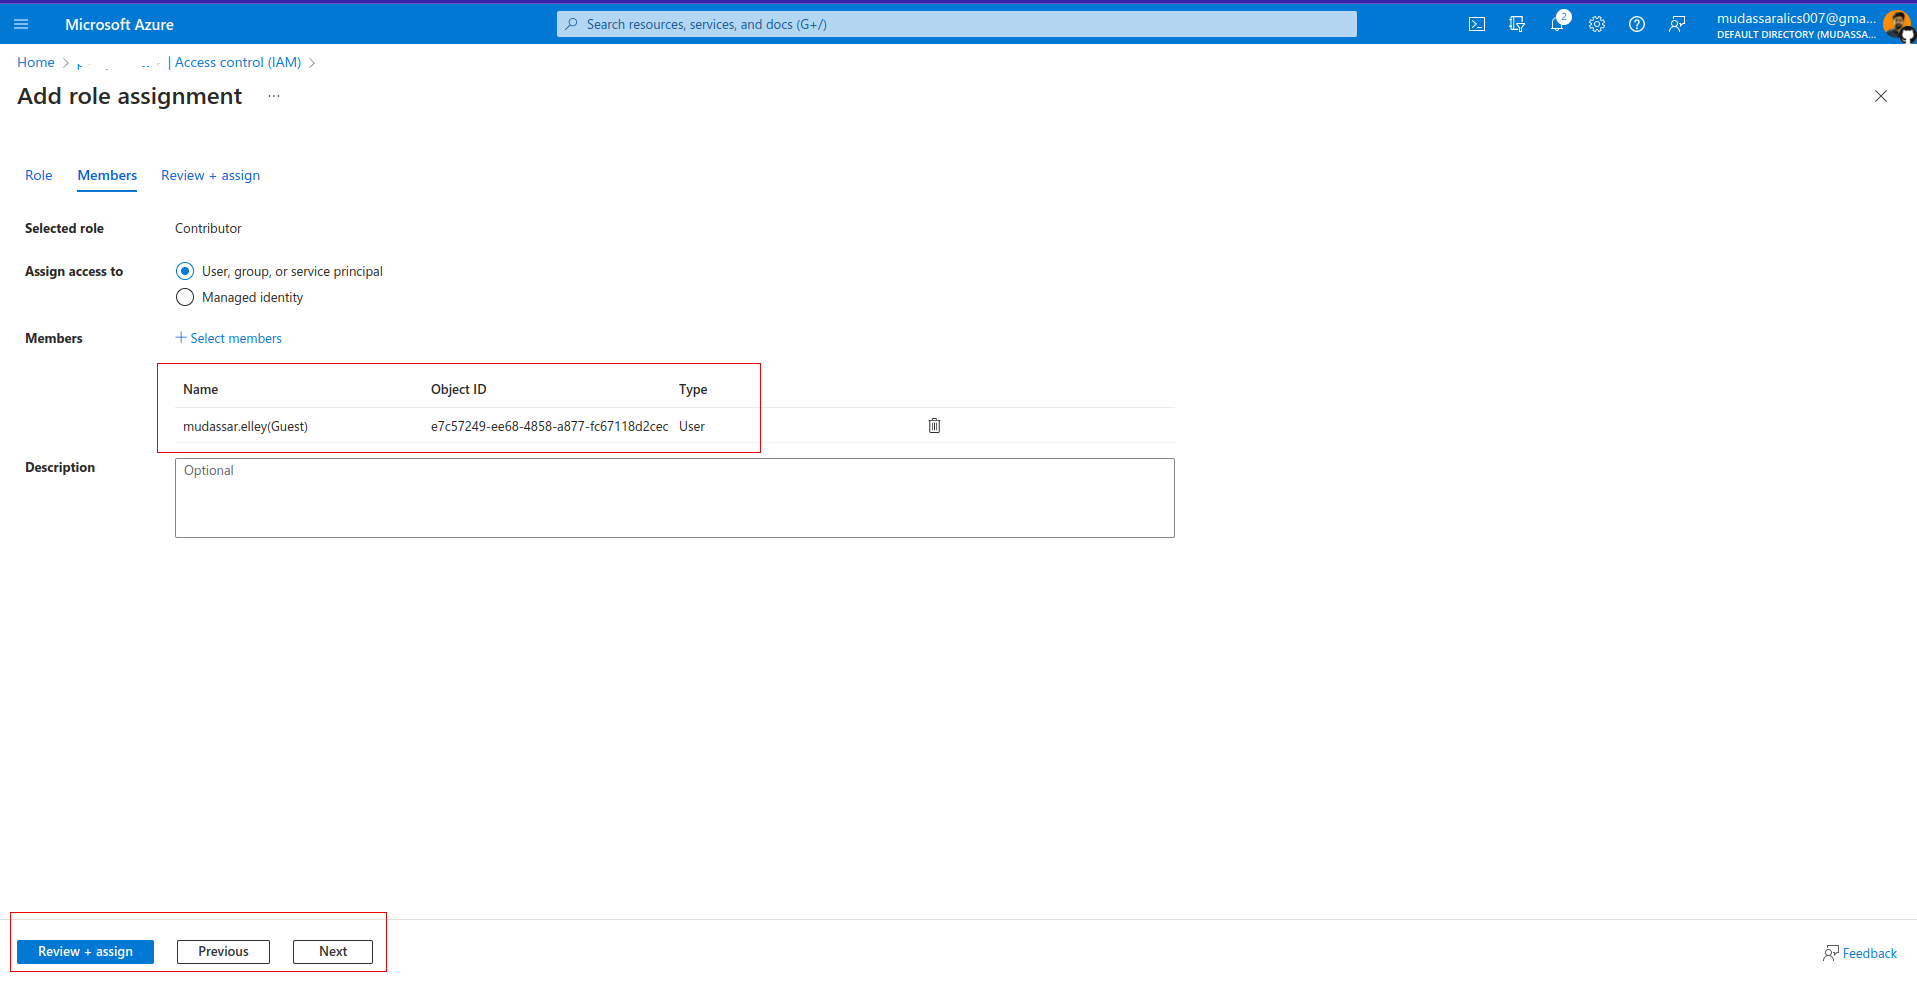 Microsoft Azure
Search resources, services, and docs (G+/)
2
mudassaralics007@gma...
DEFAULT DIRECTORY (MUDASSA...
Home > | Access control (IAM) >
Add role assignment ...
Role Members Review + assign
Selected role Contributor
Assign access to User, group, or service principal
Managed identity
Members + Select members
Name Object ID Type
mudassar.elley(Guest) e7c57249-ee68-4858-a877-fc67118d2cec User
Description Optional
Review + assign Previous Next
Feedback